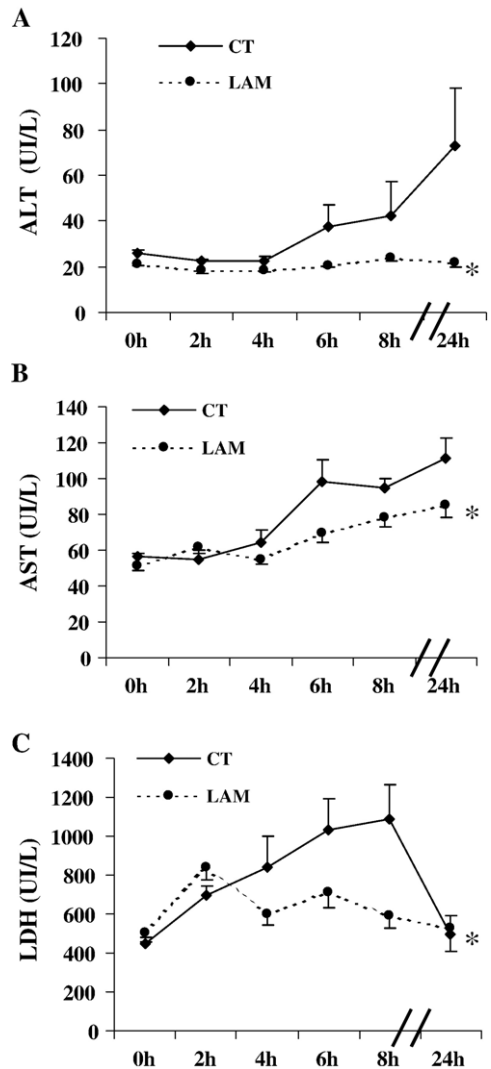 A
120
CT
100
LAM
80
60
40
20
0
ALT (UI/L)
0h 2h 4h 6h 8h 24h
*
B
140
CT
120
LAM
100
80
60
40
20
0
AST (UI/L)
0h 2h 4h 6h 8h 24h
*
C
1400
CT
1200
LAM
1000
800
600
400
200
0
LDH (UI/L)
0h 2h 4h 6h 8h 24h
*